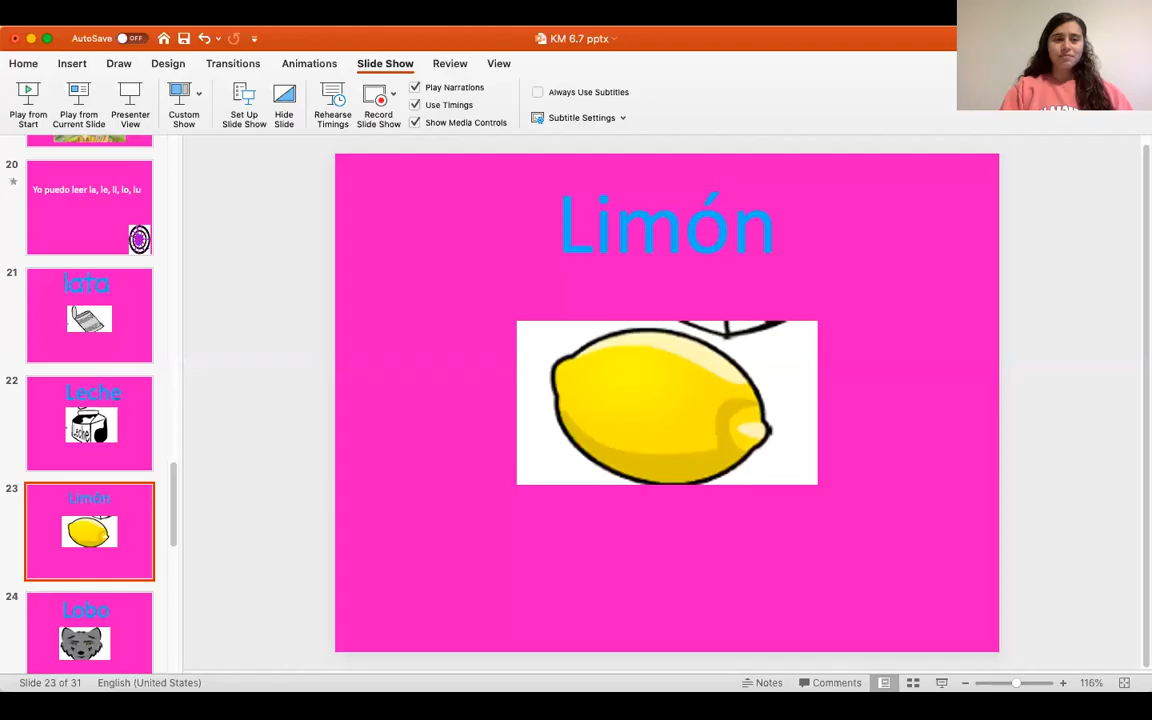 AutoSave OFF
KM 6.7 pptx
Home Insert Draw Design Transitions Animations Slide Show Review View
Play from Start
Play from Current Slide
Presenter View
Custom Show
Set Up Slide Show
Hide Slide
Rehearse Timings
Record Slide Show
Play Narrations
Use Timings
Show Media Controls
Always Use Subtitles
Subtitle Settings
20
Yo puedo leer la, le, li, lo, lu
21
lata
22
Leche
Leche
23
Limón
24
Lobo
Limón
Slide 23 of 31 English (United States) Notes Comments 116%